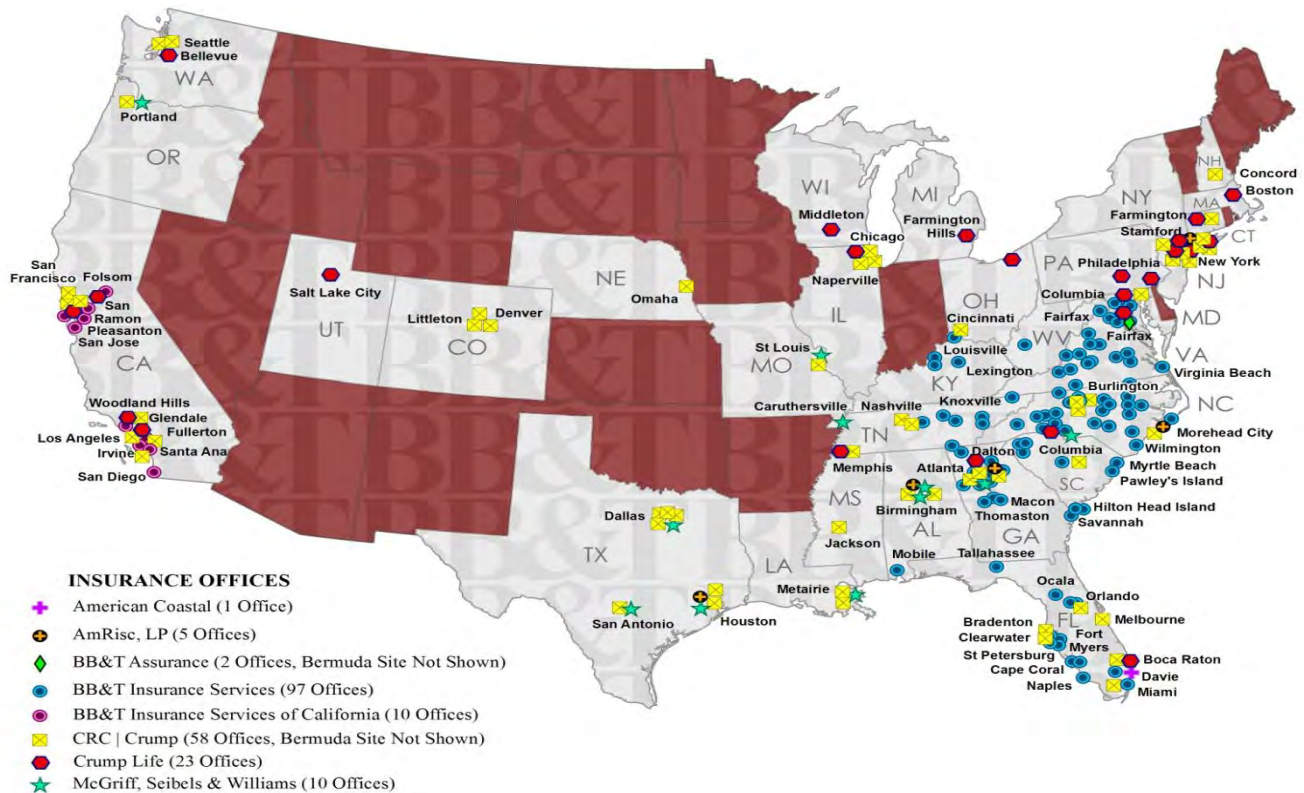 Seattle
Bellevue
WA
Portland
OR
San
Francisco
Folsom
San
Ramon
Pleasanton
San Jose
CA
Woodland Hills
Glendale
Los Angeles
Fullerton
Irvine
Santa Ana
San Diego
Salt Lake City
UT
Littleton
Denver
CO
NE
Omaha
WI
Middleton
MI
Farmington
Hills
Chicago
Naperville
IL
St Louis
MO
Caruthersville
OH
Cincinnati
Louisville
Lexington
KY
WV
Knoxville
Nashville
TN
Memphis
NY
NH
Concord
Boston
MA
Farmington
Stamford
CT
PA
Philadelphia
New York
NJ
Columbia
MD
Fairfax
Fairfax
VA
Virginia Beach
Burlington
NC
Morehead City
Wilmington
Columbia
SC
Myrtle Beach
Pawley's Island
Dalton
Atlanta
Macon
Thomaston
GA
Hilton Head Island
Savannah
Birmingham
AL
MS
Jackson
Mobile
Tallahassee
Dallas
TX
San Antonio
Houston
LA
Metairie
Ocala
Orlando
FL
Melbourne
Bradenton
Clearwater
St Petersburg
Fort
Myers
Cape Coral
Naples
Boca Raton
Davie
Miami
BB&T
INSURANCE OFFICES
American Coastal (1 Office)
AmRisc, LP (5 Offices)
BB&T Assurance (2 Offices, Bermuda Site Not Shown)
BB&T Insurance Services (97 Offices)
BB&T Insurance Services of California (10 Offices)
CRC | Crump (58 Offices, Bermuda Site Not Shown)
Crump Life (23 Offices)
McGriff, Seibels & Williams (10 Offices)